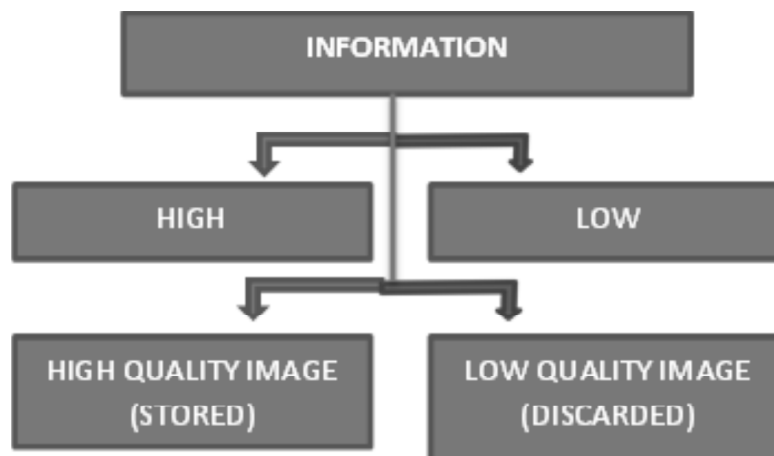 INFORMATION
HIGH
LOW
HIGH QUALITY IMAGE
(STORED)
LOW QUALITY IMAGE
(DISCARDED)